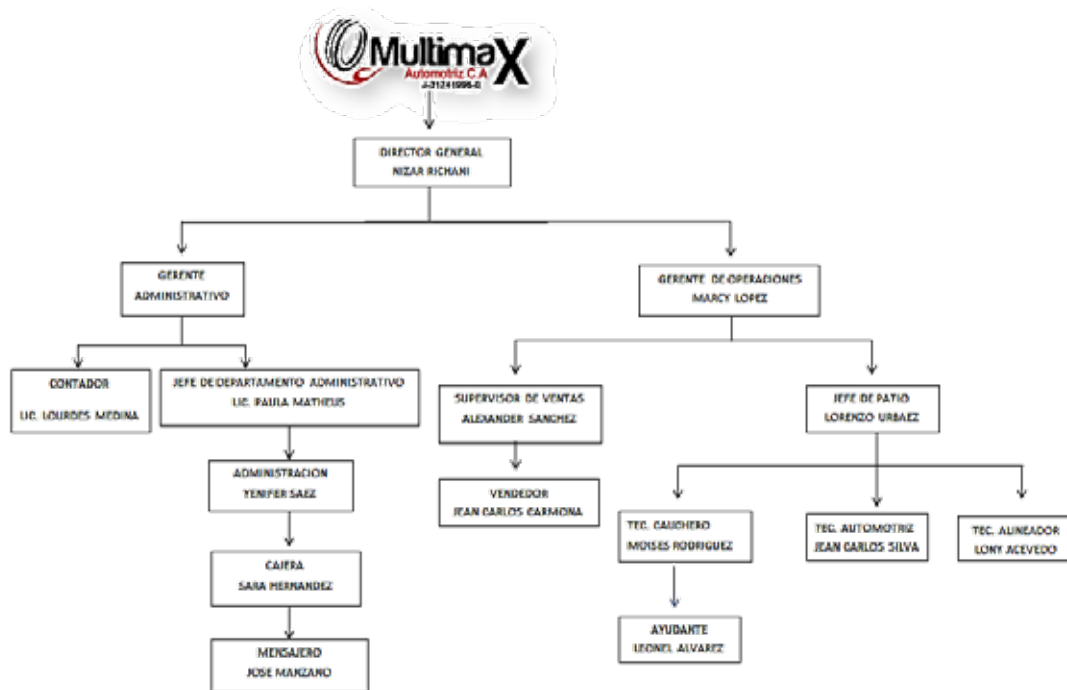 Multimax
Automotriz C.A
J-31241996-8
DIRECTOR GENERAL
NIZAR RICHANI
GERENTE
ADMINISTRATIVO
GERENTE DE OPERACIONES
MARCY LOPEZ
CONTADOR
LIC. LOURDES MEDINA
JEFE DE DEPARTAMENTO ADMINISTRATIVO
LIC. PAULA MATHEUS
SUPERVISOR DE VENTAS
ALEXANDER SANCHEZ
JEFE DE PATIO
LORENZO URBAEZ
ADMINISTRACION
YENIFER SAEZ
VENDEDOR
JEAN CARLOS CARMONA
TEC. CAUCHERO
MOISES RODRIGUEZ
TEC. AUTOMOTRIZ
JEAN CARLOS SILVA
TEC. ALINEADOR
LONY ACEVEDO
CAJERA
SARA HERNANDEZ
AYUDANTE
LEONEL ALVAREZ
MENSAJERO
JOSE MANZANO